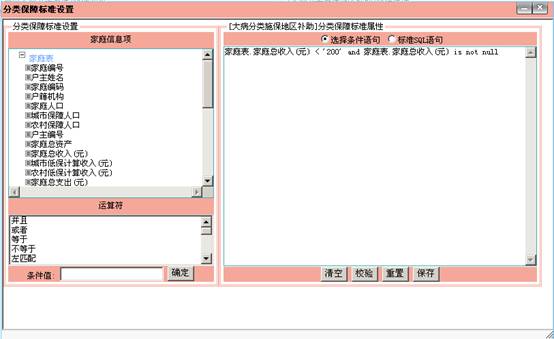 分类保障标准设置
分类保障标准设置
家庭信息项
家庭表
家庭编号
户主姓名
家庭编码
户籍机构
家庭人口
城市保障人口
农村保障人口
户主编号
家庭总资产
家庭总收入(元)
城市低保计算收入(元)
农村低保计算收入(元)
家庭总支出(元)
运算符
并且
或者
等于
不等于
左匹配
条件值:
确定
[大病分类施保地区补助]分类保障标准属性
选择条件语句 标准SQL语句
家庭表.家庭总收入(元) < '200' and 家庭表.家庭总收入(元) is not null
清空 校验 重置 保存